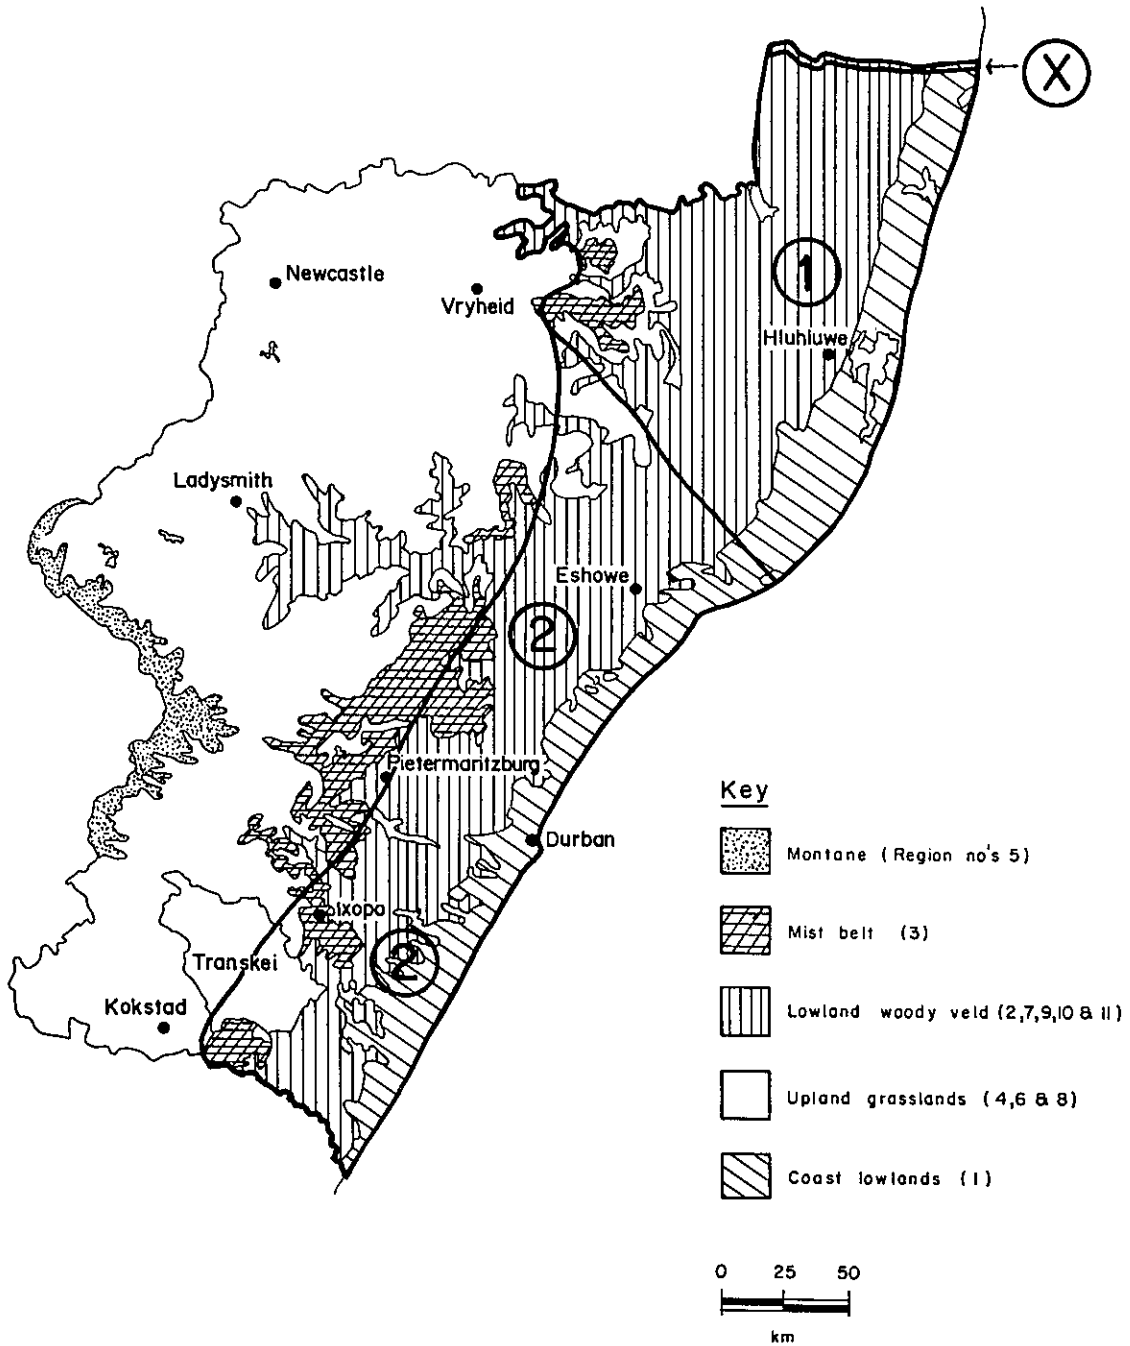 X
1
Newcastle
Vryheid
Hluhluwe
Ladysmith
Eshowe
2
Pietermaritzburg
Durban
Ixopo
2
Transkei
Kokstad
Key
Montane (Region no's 5)
Mist belt (3)
Lowland woody veld (2,7,9,10 & 11)
Upland grasslands (4,6 & 8)
Coast lowlands (1)
0 25 50
km